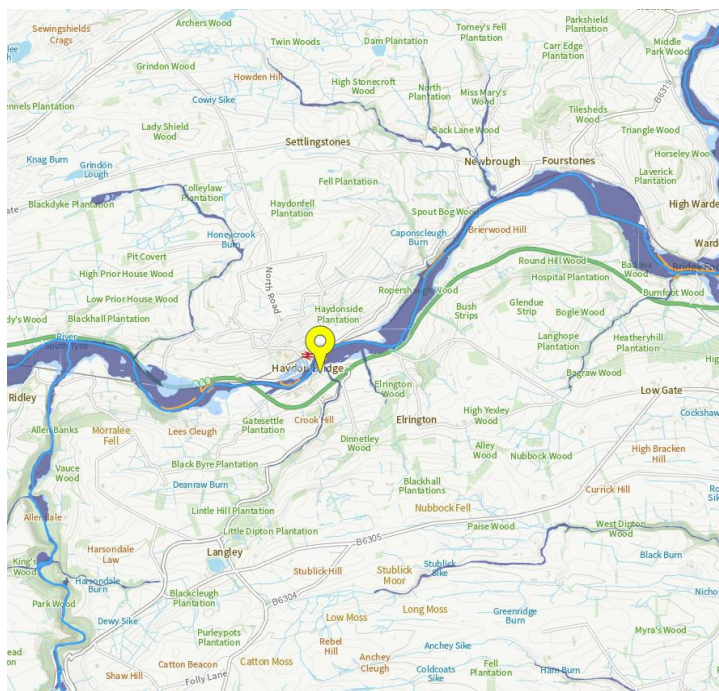 Sewingshields
Crags
Archers Wood
Twin Woods
Dam Plantation
Torney's Fell
Plantation
Parkshield
Plantation
Carr Edge
Plantation
Middle
Park Wood
Grindon Wood
Howden Hill
High Stonecroft
Wood
North
Plantation
Miss Mary's
Wood
B6319
Cowiy Sike
Tilesheds
Wood
Lady Shield
Wood
Back Lane Wood
Triangle Wood
Settlingstones
Knag Burn
Grindon
Lough
Newbrough
Fourstones
Horseley Wood
Fell Plantation
Laverick
Plantation
Colleylaw
Plantation
Blackdyke Plantation
Haydonfell
Plantation
High Warde
Spout Bog Wood
Honeycrook
Burn
Caponscleugh
Burn
Brierwood Hill
Pit Covert
Round Hill Wood
High Prior House Wood
North Road
Hospital Plantation
Baddox
Wood
Low Prior House Wood
Ropershaugh Wood
Burnfoot Wood
Blackhall Plantation
Haydonside
Plantation
Bush
Strips
Glendue
Strip
Bogle Wood
River
South Tyne
Langhope
Plantation
Heatheryhill
Plantation
Haydon Bridge
Bagraw Wood
A69
Elrington
Wood
Low Gate
Ridley
High Yexley
Wood
Gatesettle
Plantation
Crook Hill
Elrington
Allen Banks
Morralee
Fell
Lees Cleugh
Dinnetley
Wood
Alley
Wood
Nubbock Wood
High Bracken
Hill
Vauce
Wood
Black Byre Plantation
Deanraw Burn
Blackhall
Plantations
Currick Hill
Lintle Hill Plantation
Nubbock Fell
Allendale
Little Dipton Plantation
Paise Wood
West Dipton
Wood
B6305
Harsondale
Law
Langley
Black Burn
King's
Wood
Stublick Hill
Stublick
Moor
Stublick
Sike
Harsondale
Burn
Park Wood
Blackcleugh
Plantation
B6304
Long Moss
Greenridge
Burn
Dewy Sike
Low Moss
Purleypots
Plantation
Rebel
Hill
Anchey Sike
Myra's Wood
Catton Beacon
Catton Moss
Anchey
Cleugh
Coldcoats
Sike
Fell
Plantation
Ham Burn
Shaw Hill
Folly Lane